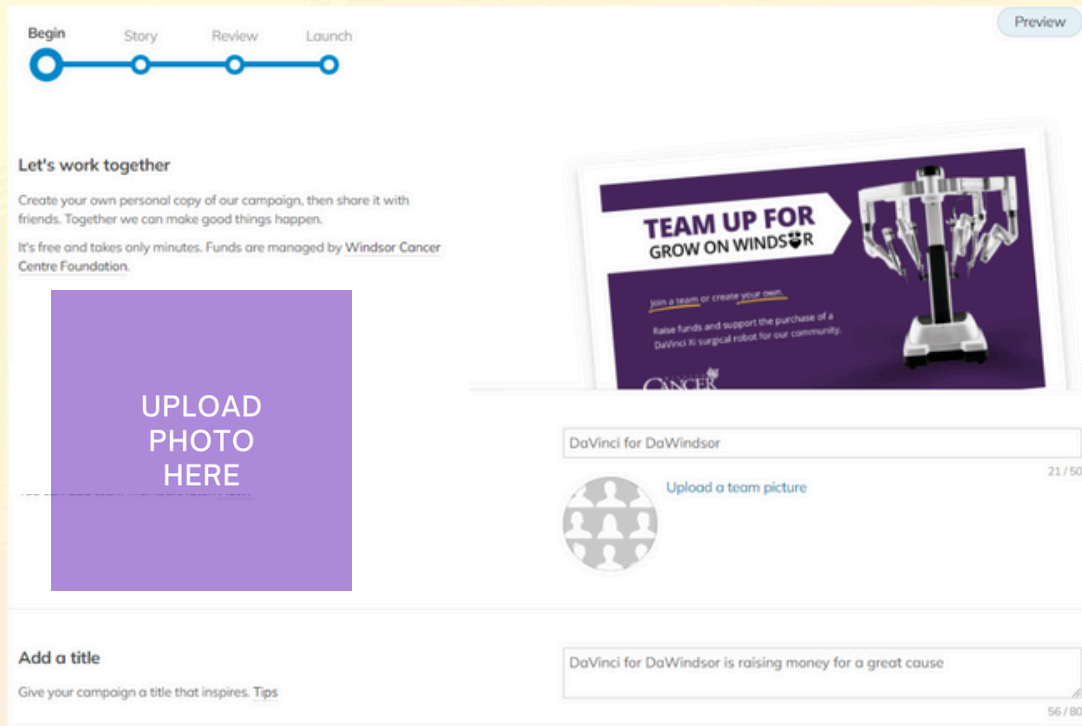 Begin
Story
Review
Launch
Preview
Let's work together
Create your own personal copy of our campaign, then share it with
friends. Together we can make good things happen.
It's free and takes only minutes. Funds are managed by Windsor Cancer
Centre Foundation.
TEAM UP FOR
GROW ON WINDSOR
Join a team or create your own.
Raise funds and support the purchase of a
DaVinci Xi surgical robot for our community.
CANCER
UPLOAD
PHOTO
HERE
DaVinci for DaWindsor
21 / 50
Upload a team picture
Add a title
Give your campaign a title that inspires. Tips
DaVinci for DaWindsor is raising money for a great cause
56 / 80